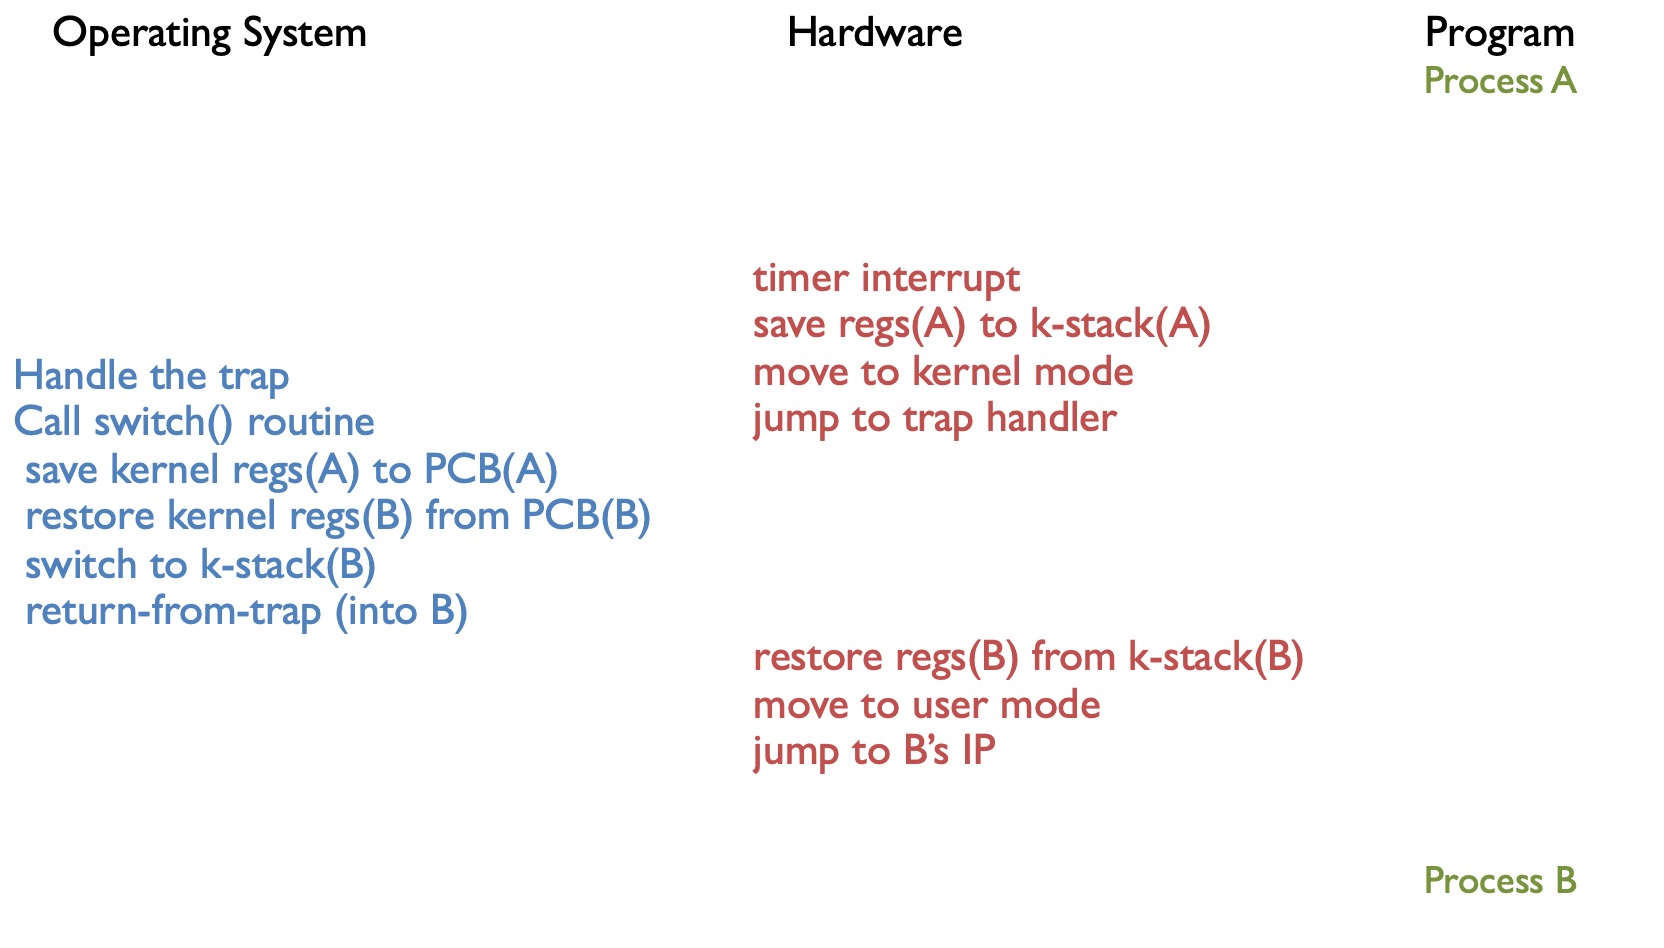 Operating System
Hardware
Program
Process A
timer interrupt
save regs(A) to k-stack(A)
move to kernel mode
jump to trap handler
Handle the trap
Call switch() routine
save kernel regs(A) to PCB(A)
restore kernel regs(B) from PCB(B)
switch to k-stack(B)
return-from-trap (into B)
restore regs(B) from k-stack(B)
move to user mode
jump to B’s IP
Process B